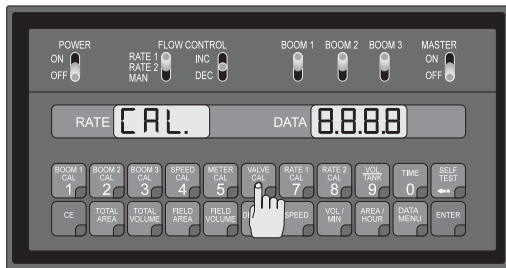 POWER FLOW CONTROL BOOM 1 BOOM 2 BOOM 3 MASTER
ON RATE 1 INC ON
RATE 2
OFF MAN DEC OFF
RATE CAL. DATA 8.8.8.8
BOOM 1 CAL 1 BOOM 2 CAL 2 BOOM 3 CAL 3 SPEED CAL 4 METER CAL 5 VALVE CAL RATE 1 CAL 7 RATE 2 CAL 8 VOL TANK 9 TIME 0 SELF TEST
CE TOTAL AREA TOTAL VOLUME FIELD AREA FIELD VOLUME SPEED VOL / MIN AREA / HOUR DATA MENU ENTER